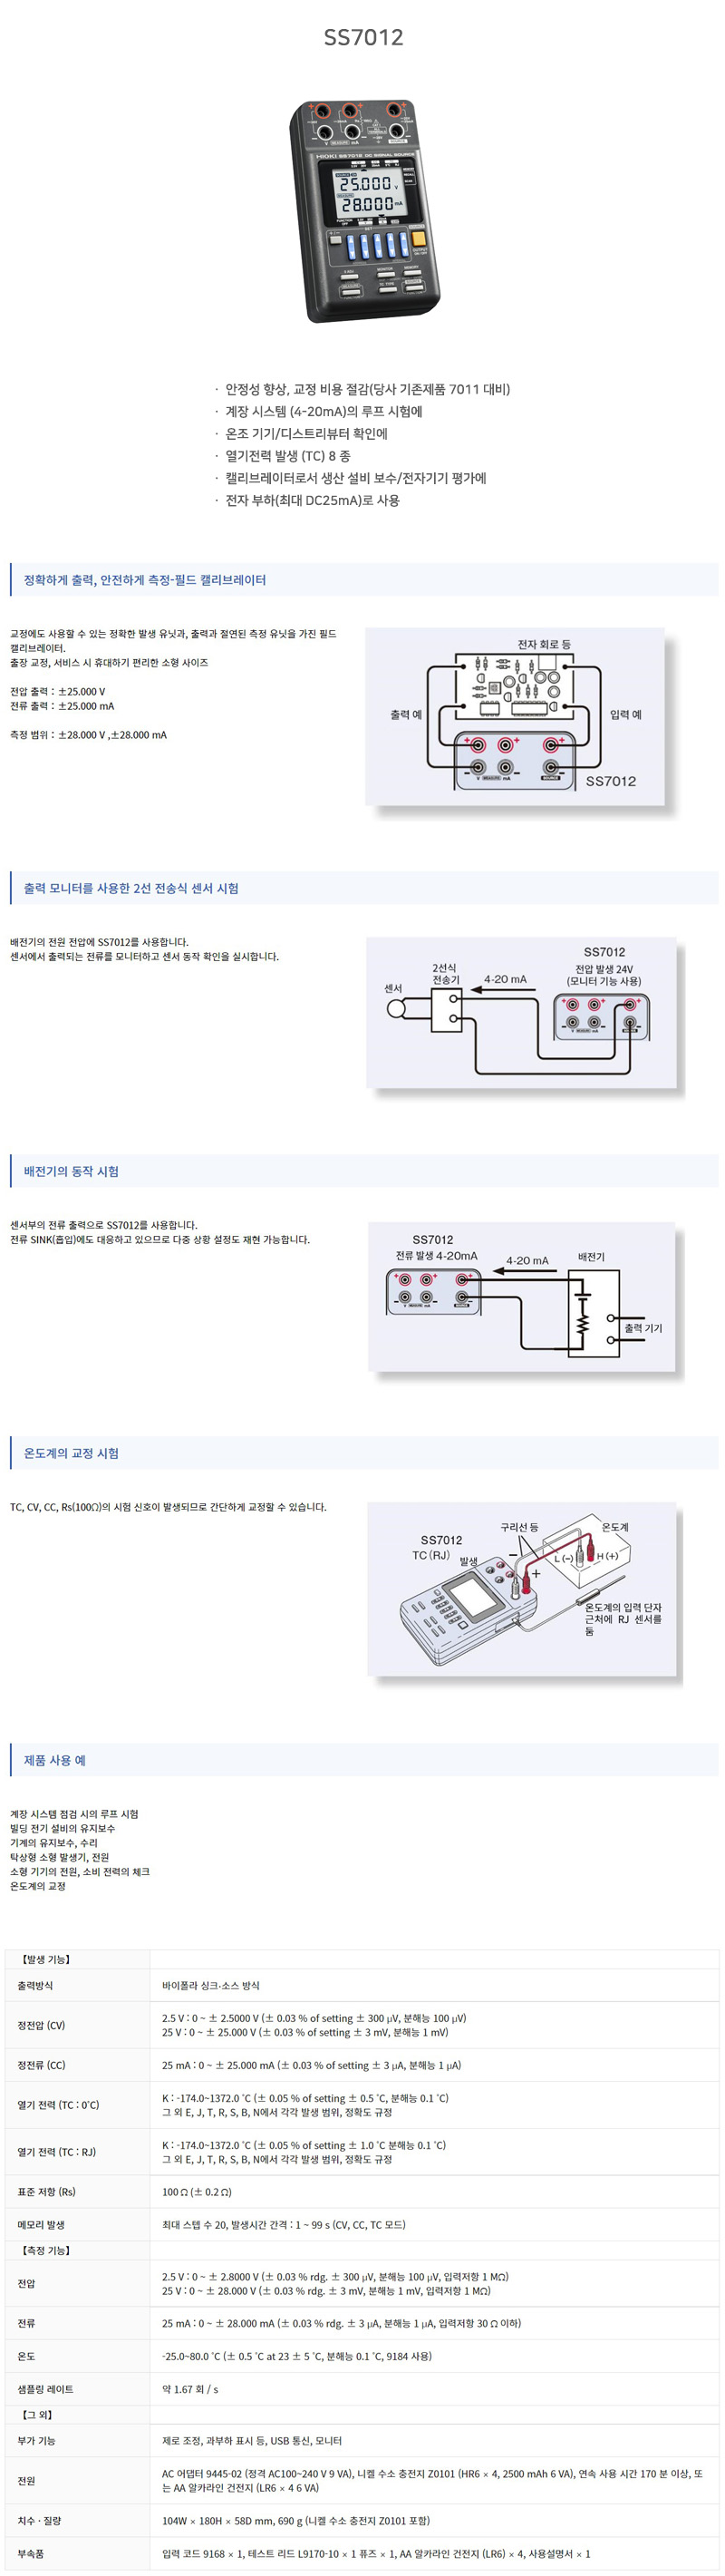 SS7012
HIOKI SS7012 DC SIGNAL SOURCE
25.000 V
28.000 mA
· 안정성 향상, 교정 비용 절감(당사 기존제품 7011 대비)
· 계장 시스템 (4-20mA)의 루프 시험에
· 온조 기기/디스트리뷰터 확인에
· 열기전력 발생 (TC) 8 종
· 캘리브레이터로서 생산 설비 보수/전자기기 평가에
· 전자 부하(최대 DC25mA)로 사용
정확하게 출력, 안전하게 측정-필드 캘리브레이터
교정에도 사용할 수 있는 정확한 발생 유닛과, 출력과 절연된 측정 유닛을 가진 필드
캘리브레이터.
출장 교정, 서비스 시 휴대하기 편리한 소형 사이즈
전압 출력 : ±25.000 V
전류 출력 : ±25.000 mA
측정 범위 : ±28.000 V ,±28.000 mA
전자 회로 등
출력 예
입력 예
V MEASURE mA SOURCE
SS7012
출력 모니터를 사용한 2선 전송식 센서 시험
배전기의 전원 전압에 SS7012를 사용합니다.
센서에서 출력되는 전류를 모니터하고 센서 동작 확인을 실시합니다.
SS7012
전압 발생 24V
(모니터 기능 사용)
2선식
전송기
4-20 mA
센서
배전기의 동작 시험
센서부의 전류 출력으로 SS7012를 사용합니다.
전류 SINK(흡입)에도 대응하고 있으므로 다중 상황 설정도 재현 가능합니다.
SS7012
전류 발생 4-20mA
4-20 mA
배전기
출력 기기
온도계의 교정 시험
TC, CV, CC, Rs(100Ω)의 시험 신호이 발생되므로 간단하게 교정할 수 있습니다.
구리선 등
온도계
SS7012
TC (RJ)
발생
L (−)
H (+)
온도계의 입력 단자
근처에 RJ 센서를
둠
제품 사용 예
계장 시스템 점검 시의 루프 시험
빌딩 전기 설비의 유지보수
기계의 유지보수, 수리
탁상형 소형 발생기, 전원
소형 기기의 전원, 소비 전력의 체크
온도계의 교정
【발생 기능】
출력방식
바이폴라 싱크·소스 방식
정전압 (CV)
2.5 V : 0 ~ ± 2.5000 V (± 0.03 % of setting ± 300 μV, 분해능 100 μV)
25 V : 0 ~ ± 25.000 V (± 0.03 % of setting ± 3 mV, 분해능 1 mV)
정전류 (CC)
25 mA : 0 ~ ± 25.000 mA (± 0.03 % of setting ± 3 μA, 분해능 1 μA)
열기 전력 (TC : 0˚C)
K : -174.0~1372.0 ˚C (± 0.05 % of setting ± 0.5 ˚C, 분해능 0.1 ˚C)
그 외 E, J, T, R, S, B, N에서 각각 발생 범위, 정확도 규정
열기 전력 (TC : RJ)
K : -174.0~1372.0 ˚C (± 0.05 % of setting ± 1.0 ˚C 분해능 0.1 ˚C)
그 외 E, J, T, R, S, B, N에서 각각 발생 범위, 정확도 규정
표준 저항 (Rs)
100 Ω (± 0.2 Ω)
메모리 발생
최대 스텝 수 20, 발생시간 간격 : 1 ~ 99 s (CV, CC, TC 모드)
【측정 기능】
전압
2.5 V : 0 ~ ± 2.8000 V (± 0.03 % rdg. ± 300 μV, 분해능 100 μV, 입력저항 1 MΩ)
25 V : 0 ~ ± 28.000 V (± 0.03 % rdg. ± 3 mV, 분해능 1 mV, 입력저항 1 MΩ)
전류
25 mA : 0 ~ ± 28.000 mA (± 0.03 % rdg. ± 3 μA, 분해능 1 μA, 입력저항 30 Ω 이하)
온도
-25.0~80.0 ˚C (± 0.5 ˚C at 23 ± 5 ˚C, 분해능 0.1 ˚C, 9184 사용)
샘플링 레이트
약 1.67 회 / s
【그 외】
부가 기능
제로 조정, 과부하 표시 등, USB 통신, 모니터
전원
AC 어댑터 9445-02 (정격 AC100~240 V 9 VA), 니켈 수소 충전지 Z0101 (HR6 × 4, 2500 mAh 6 VA), 연속 사용 시간 170 분 이상, 또
는 AA 알카라인 건전지 (LR6 × 4 6 VA)
치수 · 질량
104W × 180H × 58D mm, 690 g (니켈 수소 충전지 Z0101 포함)
부속품
입력 코드 9168 × 1, 테스트 리드 L9170-10 × 1 퓨즈 × 1, AA 알카라인 건전지 (LR6) × 4, 사용설명서 × 1